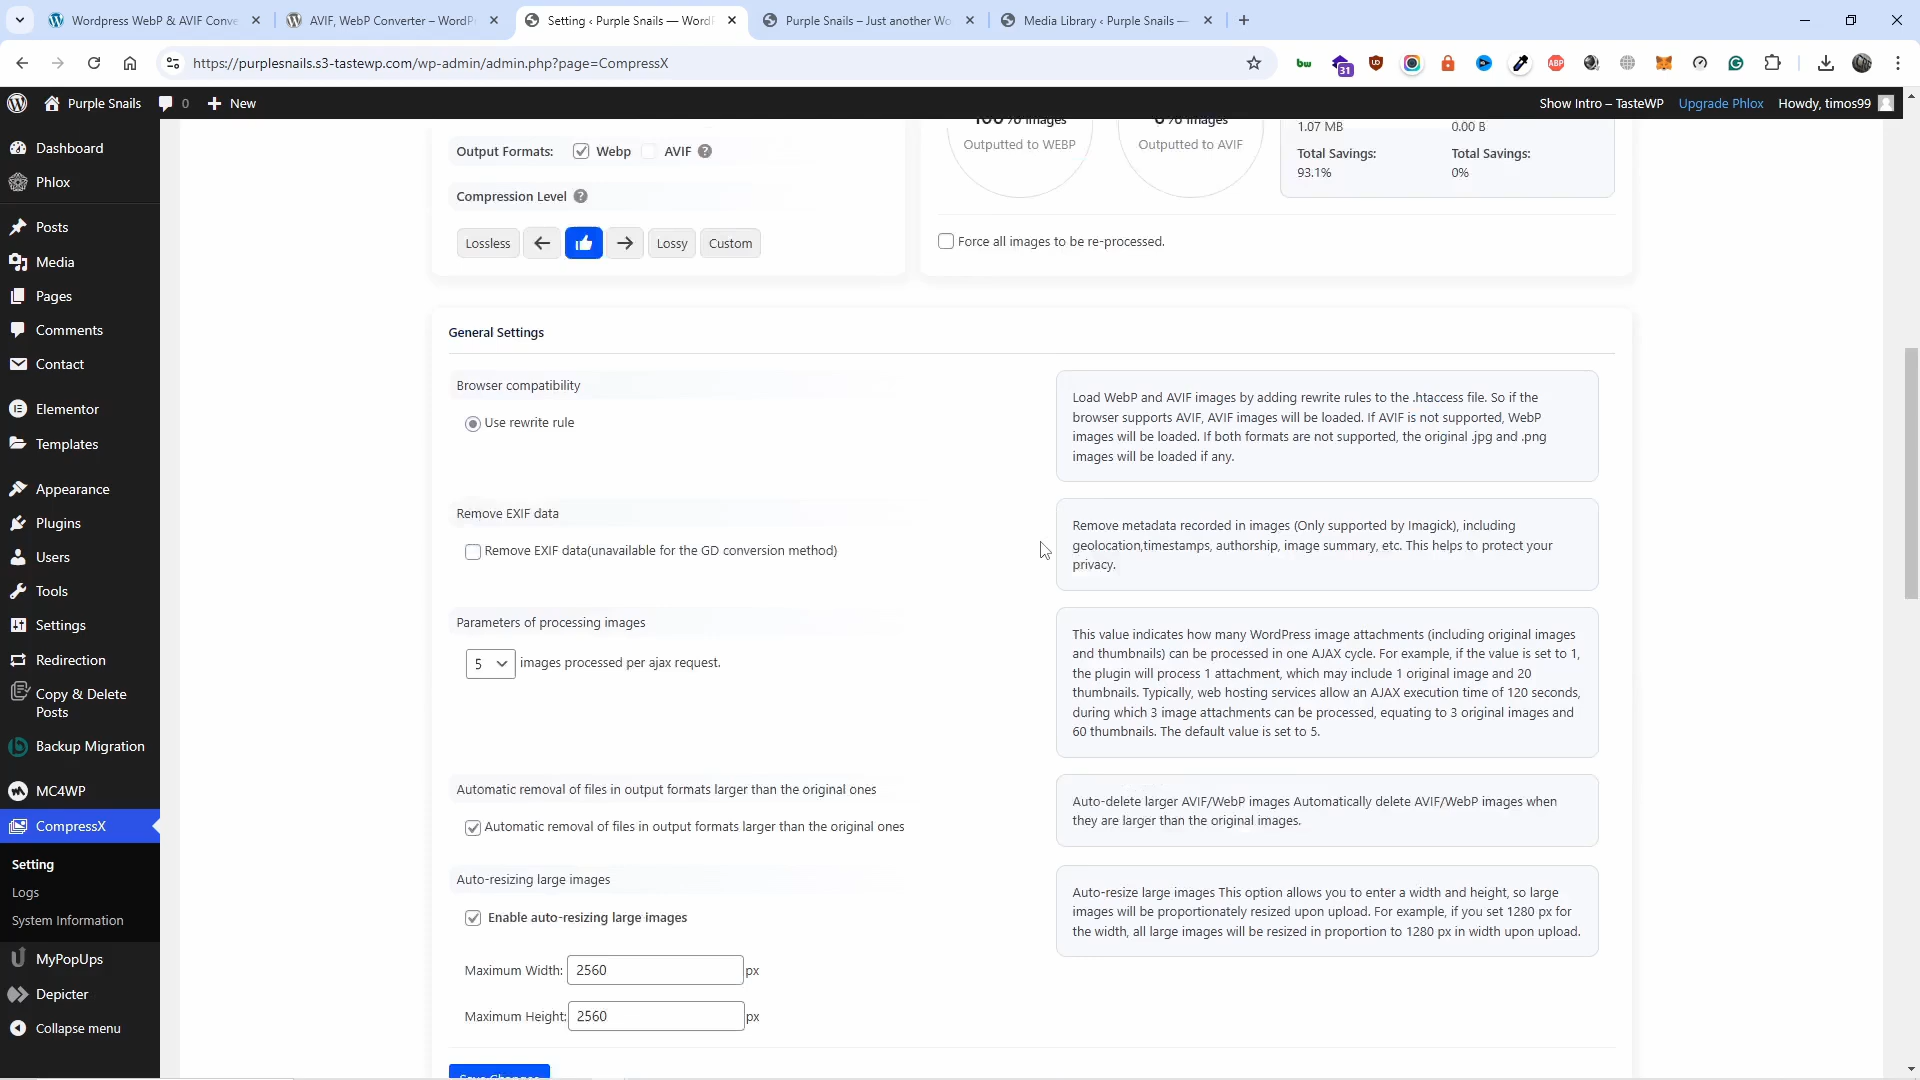 Wordpress WebP & AVIF Conve
AVIF, WebP Converter – WordP
Setting ‹ Purple Snails — WordP
Purple Snails – Just another Wo
Media Library ‹ Purple Snails —
https://purplesnails.s3-tastewp.com/wp-admin/admin.php?page=CompressX
bw
31
ABP
Purple Snails
0
New
Show Intro – TasteWP
Upgrade Phlox
Howdy, timos99
Dashboard
Phlox
Posts
Media
Pages
Comments
Contact
Elementor
Templates
Appearance
Plugins
Users
Tools
Settings
Redirection
Copy & Delete
Posts
Backup Migration
MC4WP
CompressX
Setting
Logs
System Information
MyPopUps
Depicter
Collapse menu
Output Formats: Webp AVIF
Compression Level
Lossless
Lossy
Custom
100% Images
Outputted to WEBP
0% Images
Outputted to AVIF
1.07 MB
0.00 B
Total Savings:
Total Savings:
93.1%
0%
Force all images to be re-processed.
General Settings
Browser compatibility
Use rewrite rule
Load WebP and AVIF images by adding rewrite rules to the .htaccess file. So if the
browser supports AVIF, AVIF images will be loaded. If AVIF is not supported, WebP
images will be loaded. If both formats are not supported, the original .jpg and .png
images will be loaded if any.
Remove EXIF data
Remove EXIF data(unavailable for the GD conversion method)
Remove metadata recorded in images (Only supported by Imagick), including
geolocation,timestamps, authorship, image summary, etc. This helps to protect your
privacy.
Parameters of processing images
5 images processed per ajax request.
This value indicates how many WordPress image attachments (including original images
and thumbnails) can be processed in one AJAX cycle. For example, if the value is set to 1,
the plugin will process 1 attachment, which may include 1 original image and 20
thumbnails. Typically, web hosting services allow an AJAX execution time of 120 seconds,
during which 3 image attachments can be processed, equating to 3 original images and
60 thumbnails. The default value is set to 5.
Automatic removal of files in output formats larger than the original ones
Automatic removal of files in output formats larger than the original ones
Auto-delete larger AVIF/WebP images Automatically delete AVIF/WebP images when
they are larger than the original images.
Auto-resizing large images
Enable auto-resizing large images
Auto-resize large images This option allows you to enter a width and height, so large
images will be proportionately resized upon upload. For example, if you set 1280 px for
the width, all large images will be resized in proportion to 1280 px in width upon upload.
Maximum Width: 2560 px
Maximum Height: 2560 px
Save Changes